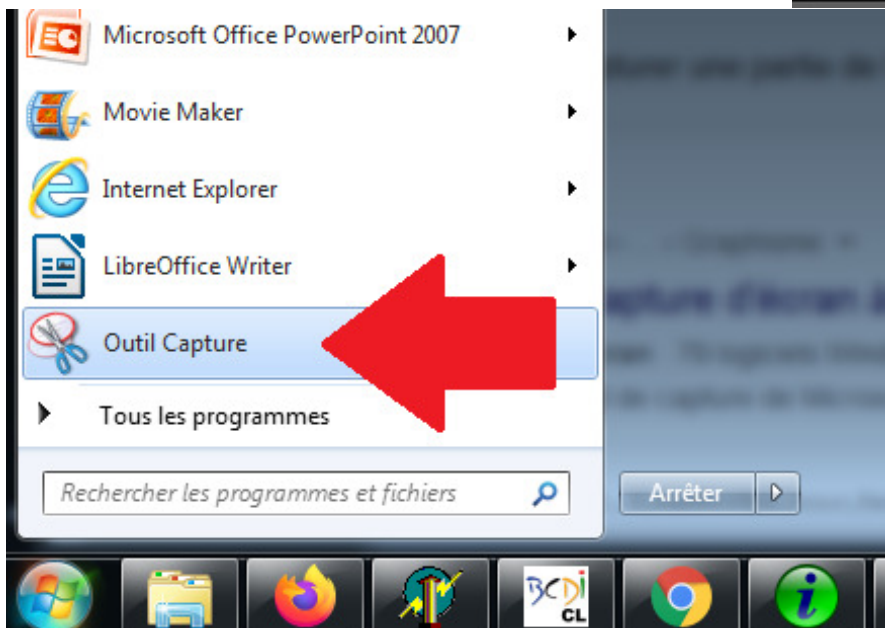 Microsoft Office PowerPoint 2007
Movie Maker
Internet Explorer
LibreOffice Writer
Outil Capture
Tous les programmes
Rechercher les programmes et fichiers
Arrêter
BCDI
CL